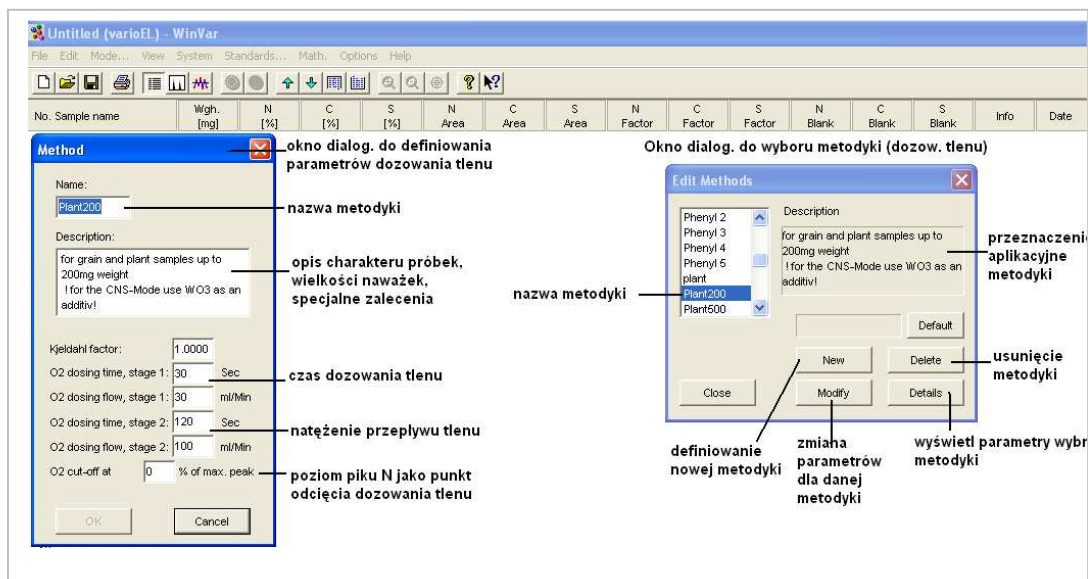 Untitled (varioEL) - WinVar
File Edit Mode... View System Standards... Math. Options Help
No. Sample name Wgh. [mg] N [%] C [%] S [%] N Area C Area S Area N Factor C Factor S Factor N Blank C Blank S Blank Info Date
Method
okno dialog. do definiowania
parametrów dozowania tlenu
Name:
Plant200
nazwa metodyki
Description:
for grain and plant samples up to
200mg weight
! for the CNS-Mode use WO3 as an
additiv!
opis charakteru próbek,
wielkości naważek,
specjalne zalecenia
Kjeldahl factor: 1.0000
O2 dosing time, stage 1: 30 Sec
czas dozowania tlenu
O2 dosing flow, stage 1: 30 ml/Min
O2 dosing time, stage 2: 120 Sec
natężenie przepływu tlenu
O2 dosing flow, stage 2: 100 ml/Min
O2 cut-off at 0 % of max. peak
poziom piku N jako punkt
odcięcia dozowania tlenu
OK Cancel
Okno dialog. do wyboru metodyki (dozow. tlenu)
Edit Methods
Phenyl 2
Phenyl 3
Phenyl 4
Phenyl 5
plant
Plant200
Plant500
nazwa metodyki
Description
for grain and plant samples up to
200mg weight
! for the CNS-Mode use WO3 as an
additiv!
przeznaczenie
aplikacyjne
metodyki
Default
New Delete
usunięcie
metodyki
Close Modify Details
definiowanie
nowej metodyki
zmiana
parametrów
dla danej
metodyki
wyświetl parametry wybr
metodyki